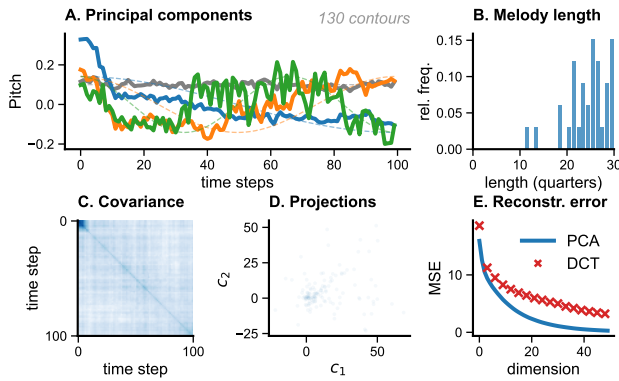 A. Principal components
130 contours
0.2
0.0
−0.2
Pitch
0 20 40 60 80 100
time steps
B. Melody length
0.15
0.10
0.05
0.00
rel. freq.
0 10 20 30
length (quarters)
C. Covariance
0
100
time step
0 100
time step
D. Projections
50
25
0
−25
c2
0 50
c1
E. Reconstr. error
PCA
DCT
10
0
MSE
0 25 50
dimension